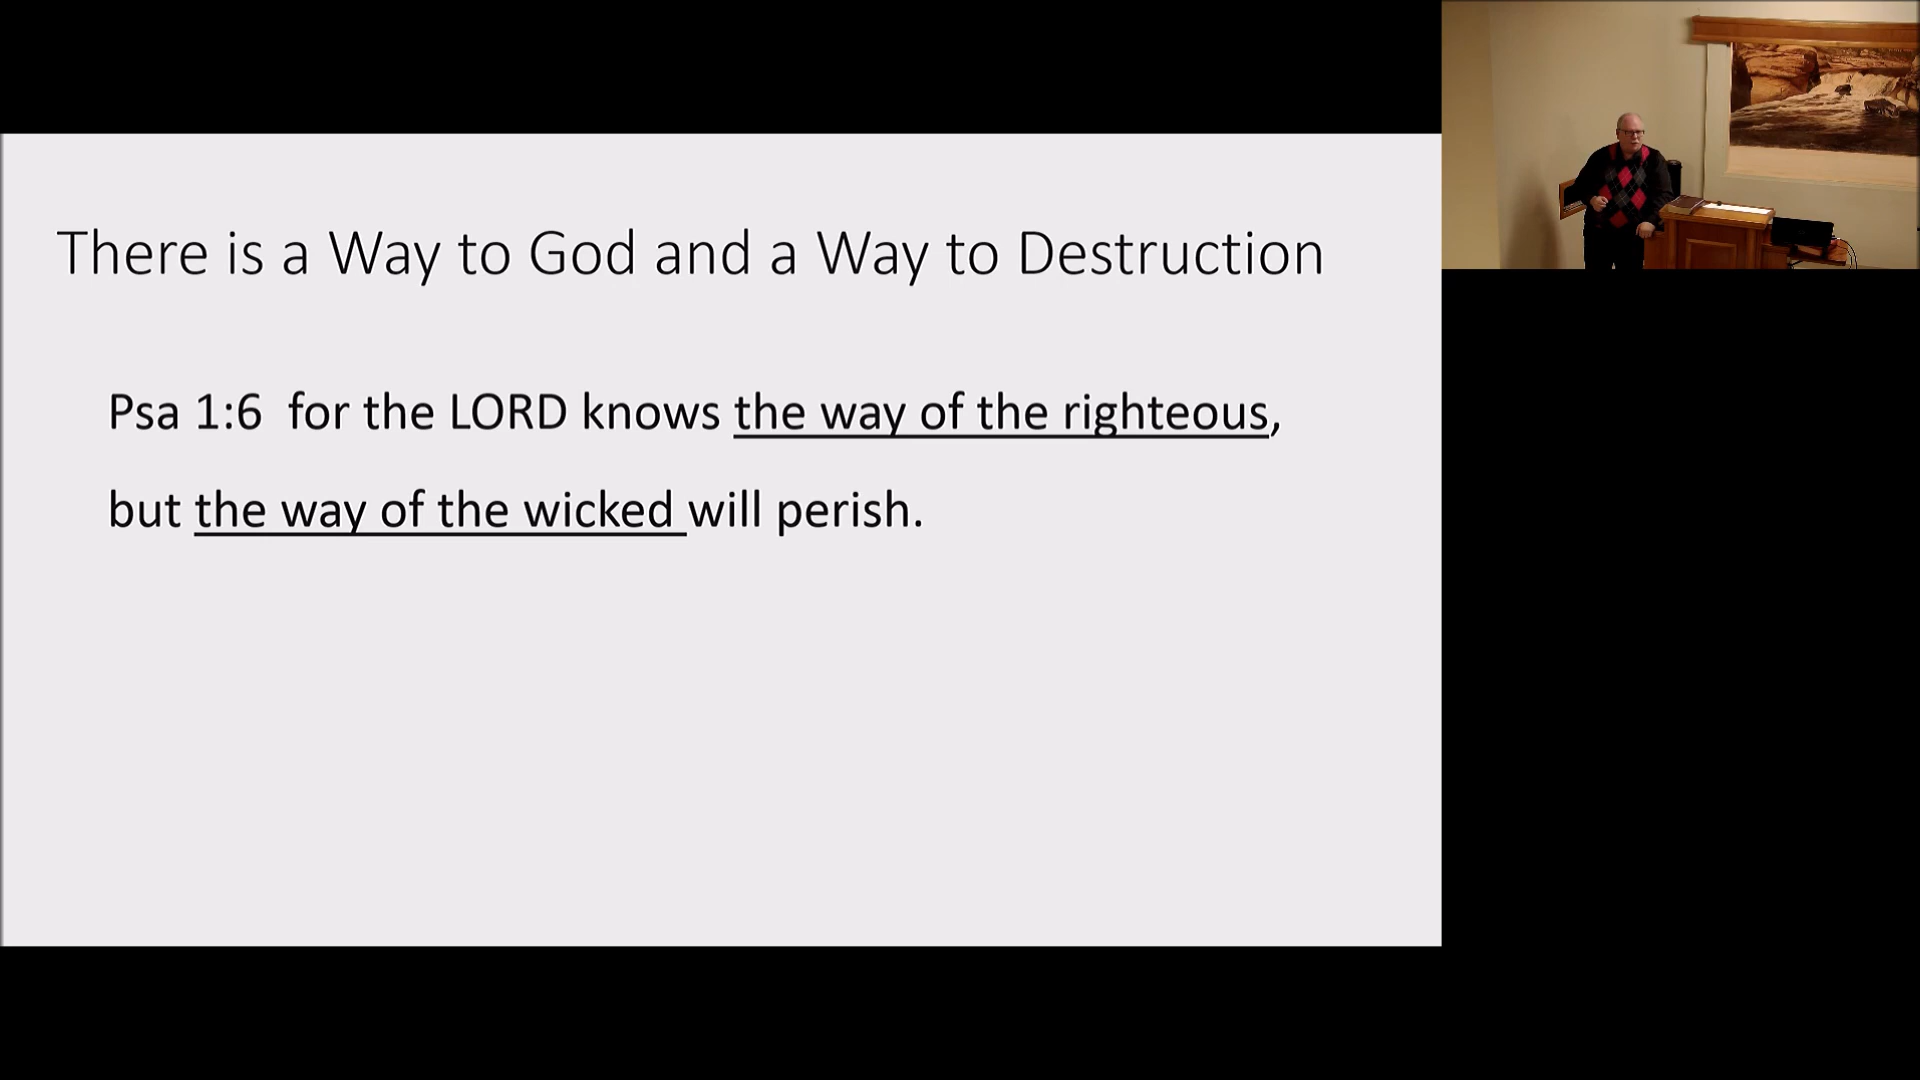 There is a Way to God and a Way to Destruction
Psa 1:6  for the LORD knows the way of the righteous,
but the way of the wicked will perish.